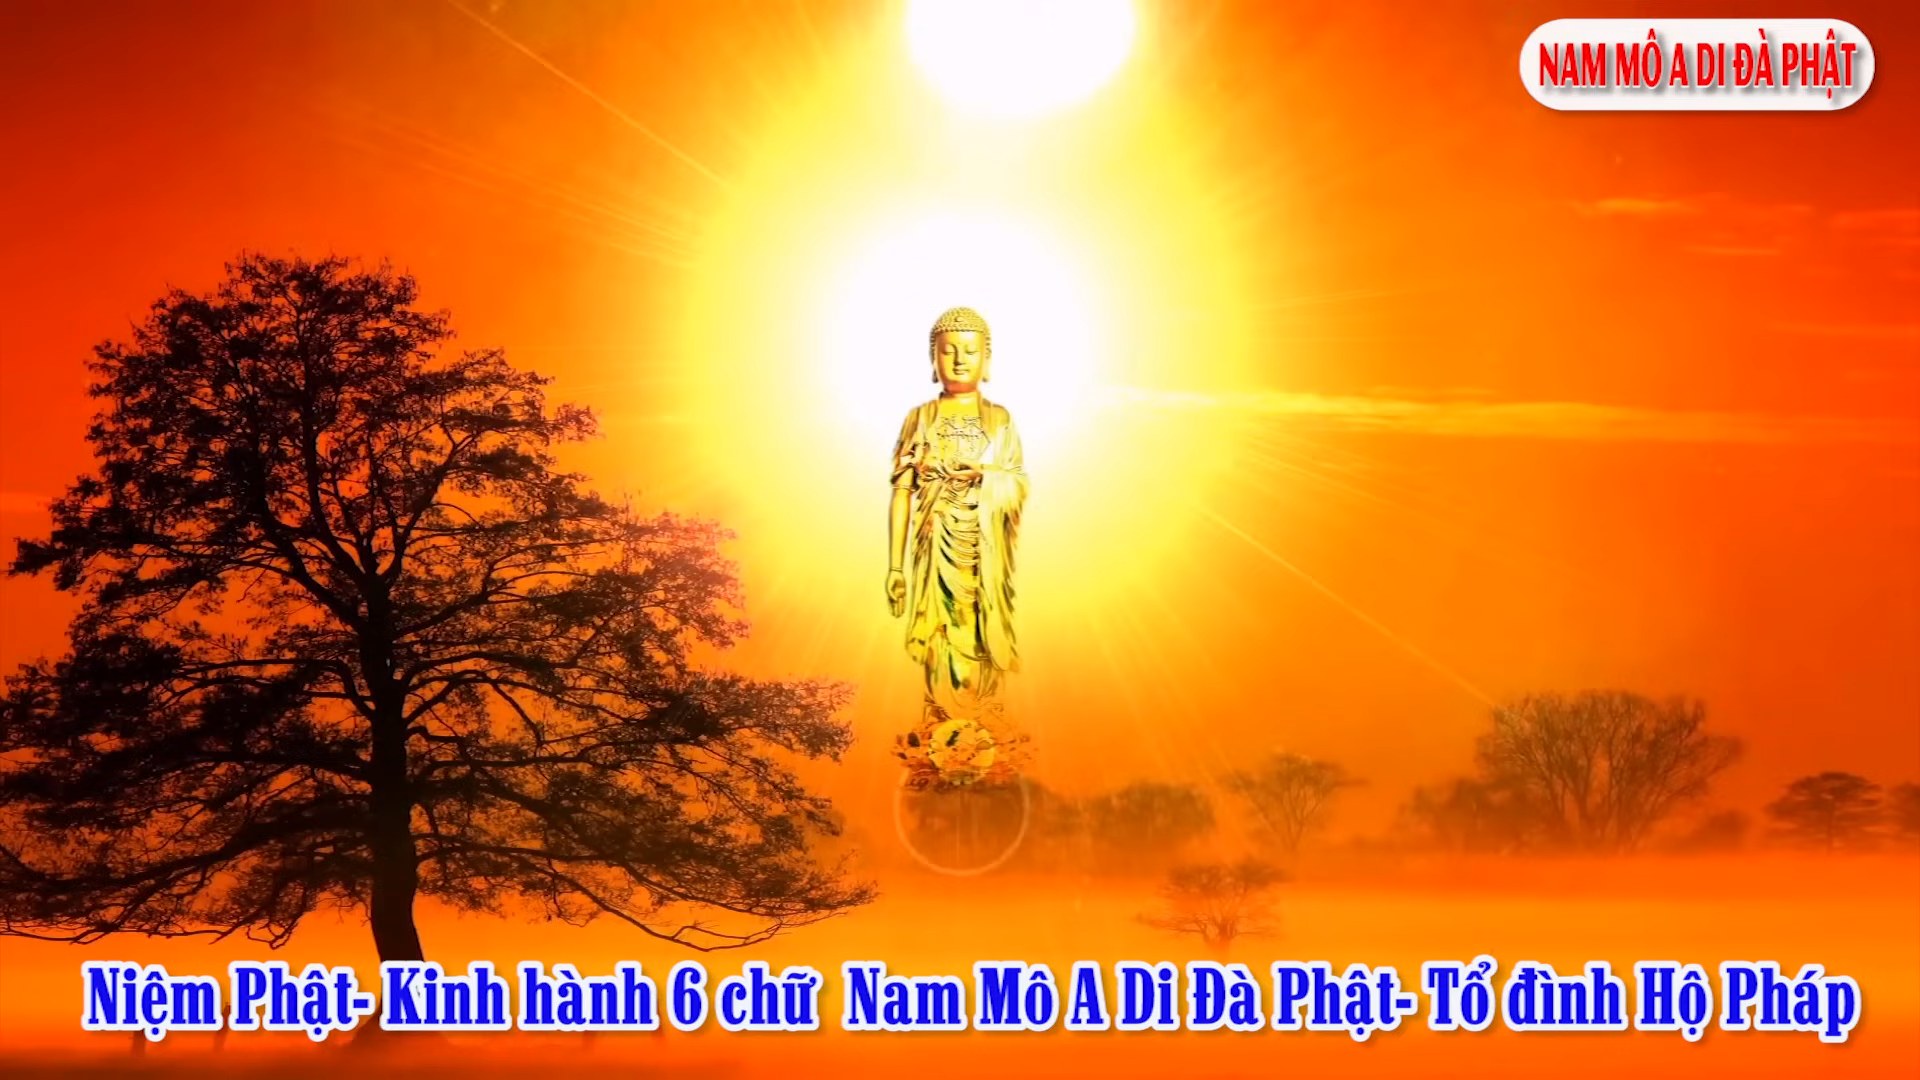 NAM MÔ A DI ĐÀ PHẬT
Niệm Phật- Kinh hành 6 chữ Nam Mô A Di Đà Phật- Tổ đình Hộ Pháp